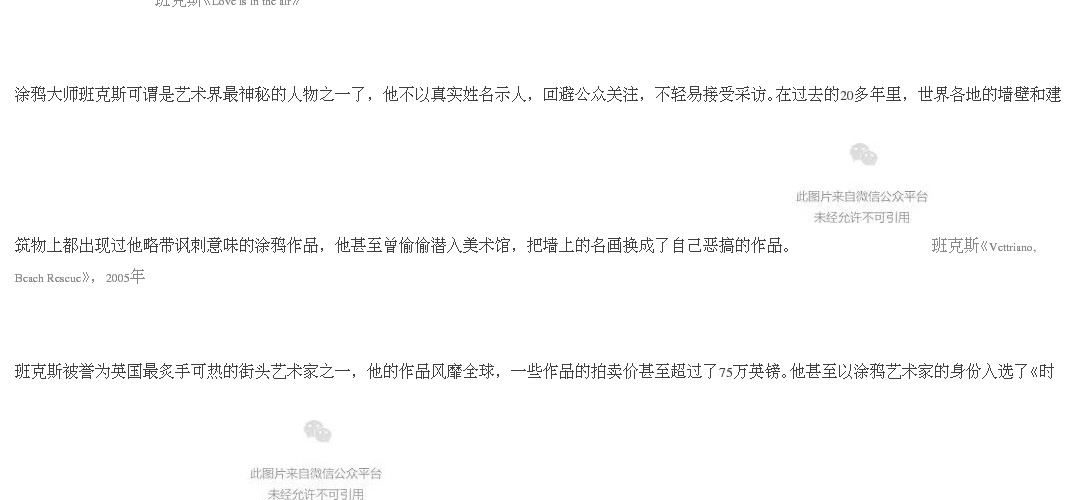 班克斯《Love is in the air》
涂鸦大师班克斯可谓是艺术界最神秘的人物之一了，他不以真实姓名示人，回避公众关注，不轻易接受采访。在过去的20多年里，世界各地的墙壁和建
此图片来自微信公众平台
未经允许不可引用
筑物上都出现过他略带讽刺意味的涂鸦作品，他甚至曾偷偷潜入美术馆，把墙上的名画换成了自己恶搞的作品。 班克斯《Vettriano，
Beach Rescue》，2005年
班克斯被誉为英国最炙手可热的街头艺术家之一，他的作品风靡全球，一些作品的拍卖价甚至超过了75万英镑。他甚至以涂鸦艺术家的身份入选了《时
此图片来自微信公众平台
未经允许不可引用